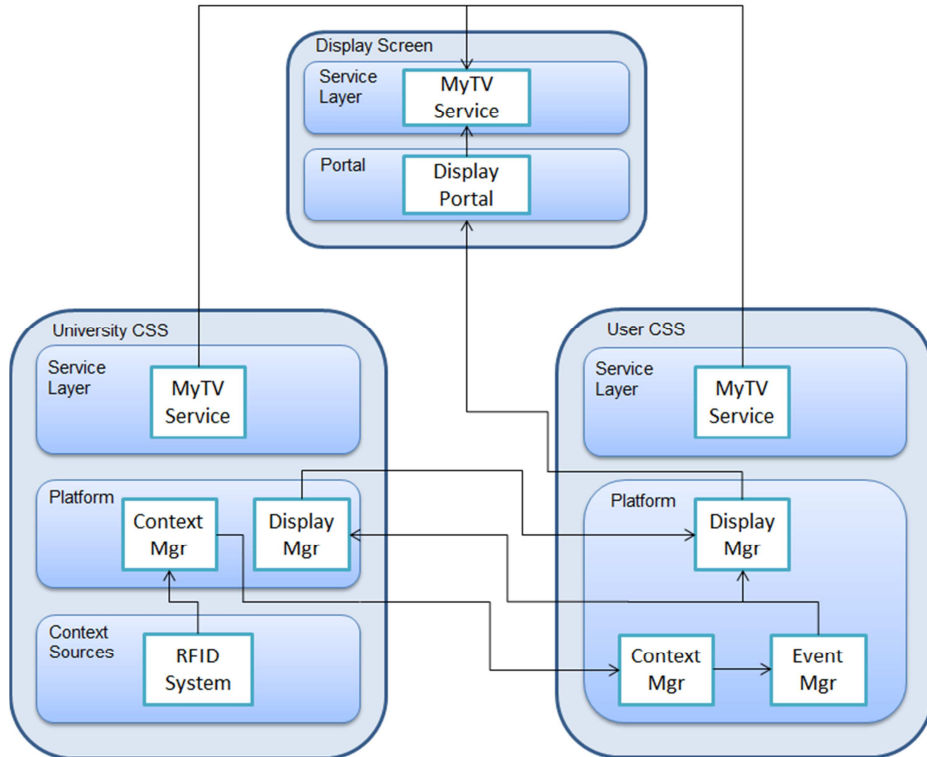 Display Screen
Service
Layer
MyTV
Service
Portal
Display
Portal
University CSS
Service
Layer
MyTV
Service
Platform
Context
Mgr
Display
Mgr
Context
Sources
RFID
System
User CSS
Service
Layer
MyTV
Service
Platform
Display
Mgr
Context
Mgr
Event
Mgr